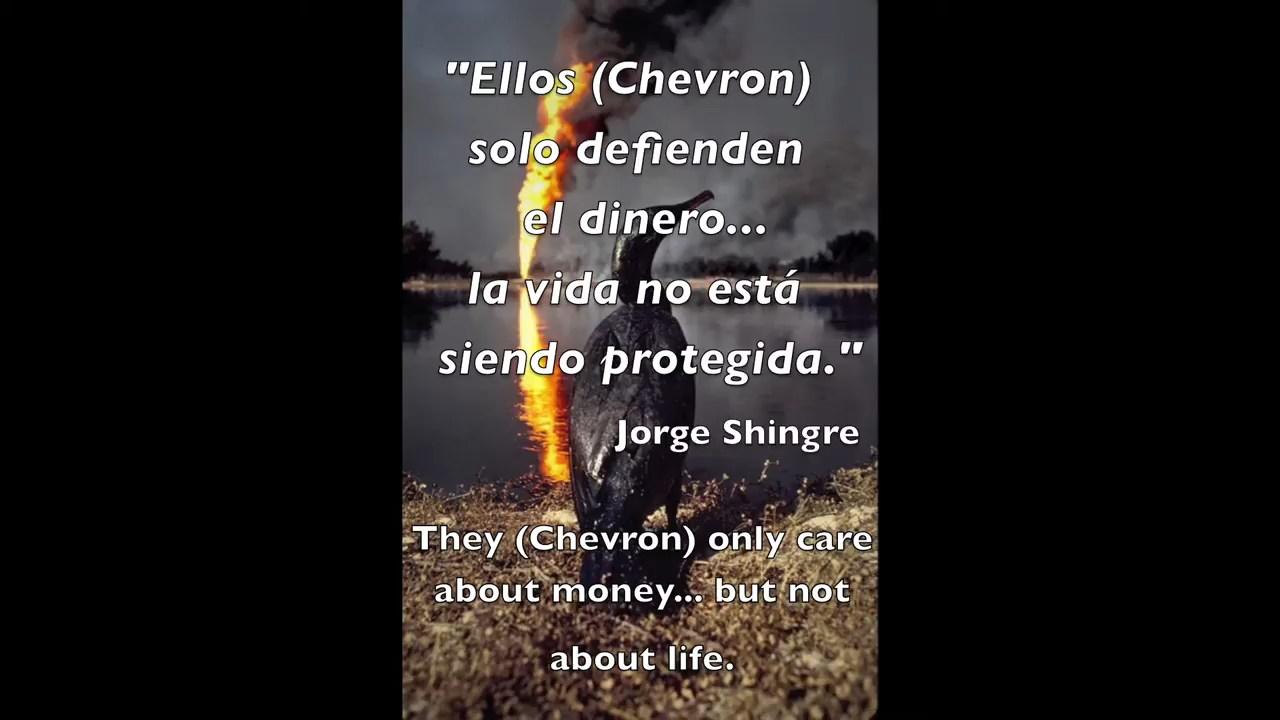 "Ellos (Chevron)
solo defienden
el dinero...
la vida no está
siendo protegida."
Jorge Shingre
They (Chevron) only care
about money... but not
about life.